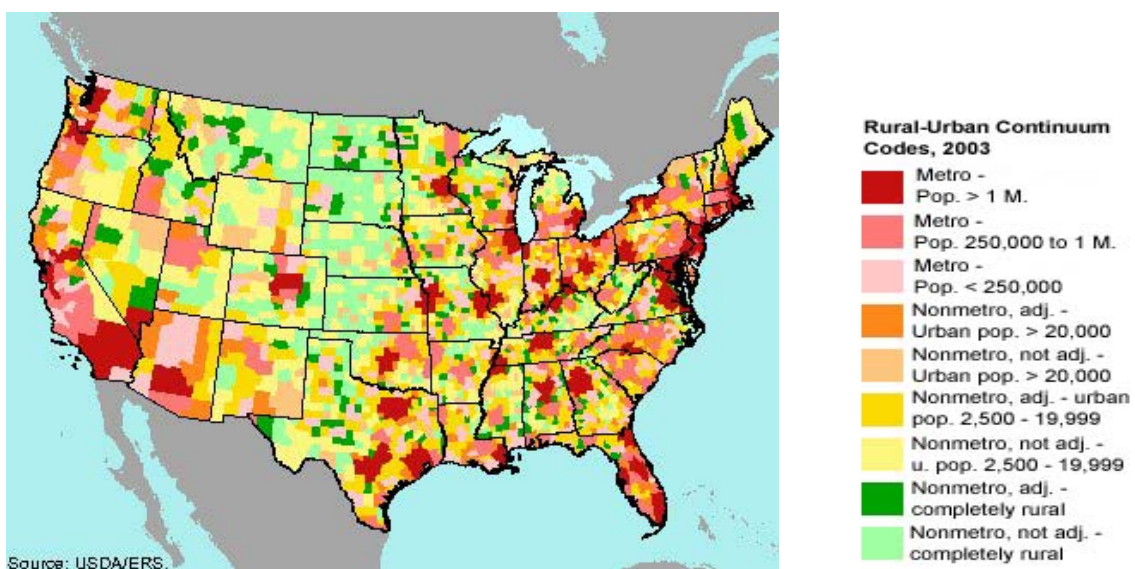 Rural-Urban Continuum
Codes, 2003
Metro -
Pop. > 1 M.
Metro -
Pop. 250,000 to 1 M.
Metro -
Pop. < 250,000
Nonmetro, adj. -
Urban pop. > 20,000
Nonmetro, not adj. -
Urban pop. > 20,000
Nonmetro, adj. - urban
pop. 2,500 - 19,999
Nonmetro, not adj. -
u. pop. 2,500 - 19,999
Nonmetro, adj. -
completely rural
Nonmetro, not adj. -
completely rural
Source: USDA/ERS.